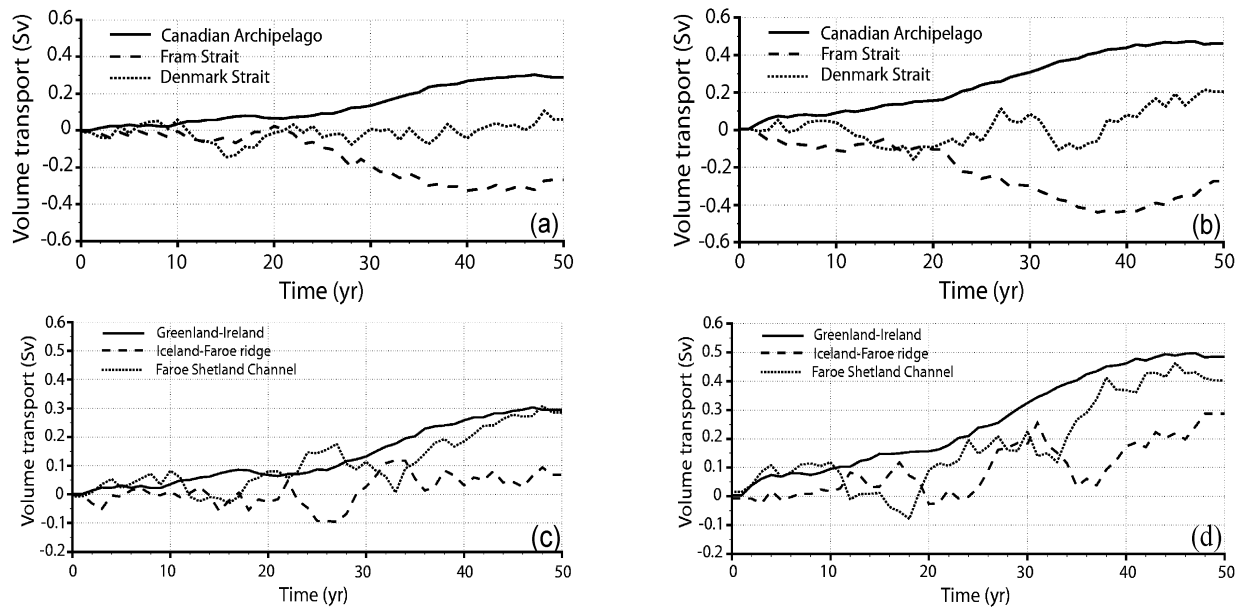 Volume transport (Sv)
0.6
0.4
0.2
0
-0.2
-0.4
-0.6
Canadian Archipelago
Fram Strait
Denmark Strait
(a)
0 10 20 30 40 50
Time (yr)
Volume transport (Sv)
0.6
0.4
0.2
0
-0.2
-0.4
-0.6
Canadian Archipelago
Fram Strait
Denmark Strait
(b)
0 10 20 30 40 50
Time (yr)
Volume transport (Sv)
0.6
0.5
0.4
0.3
0.2
0.1
0
-0.1
-0.2
Greenland-Ireland
Iceland-Faroe ridge
Faroe Shetland Channel
(c)
0 10 20 30 40 50
Time (yr)
Volume transport (Sv)
0.6
0.5
0.4
0.3
0.2
0.1
0
-0.1
-0.2
Greenland-Ireland
Iceland-Faroe ridge
Faroe Shetland Channel
(d)
0 10 20 30 40 50
Time (yr)